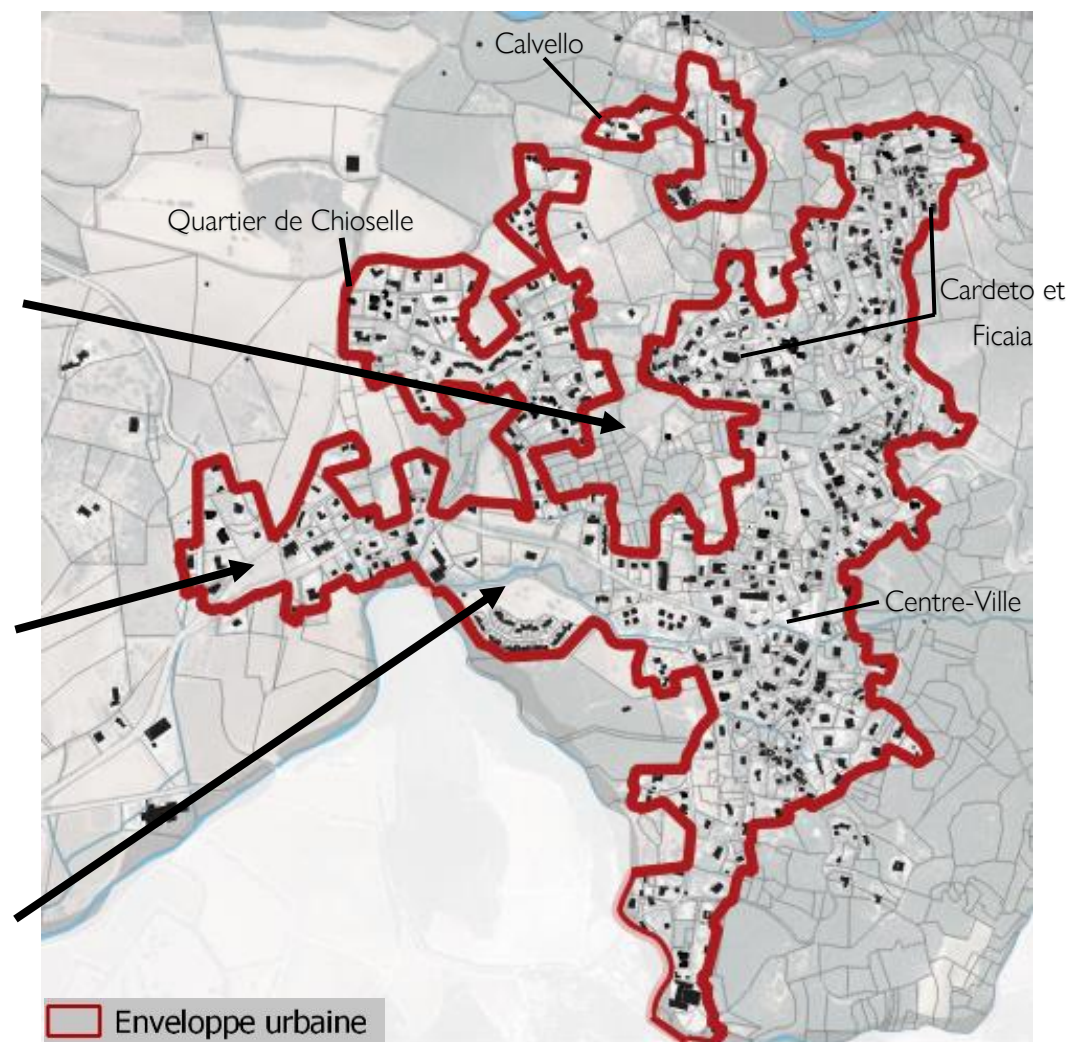 Calvello
Quartier de Chioselle
Cardeto et
Ficaia
Centre-Ville
Enveloppe urbaine